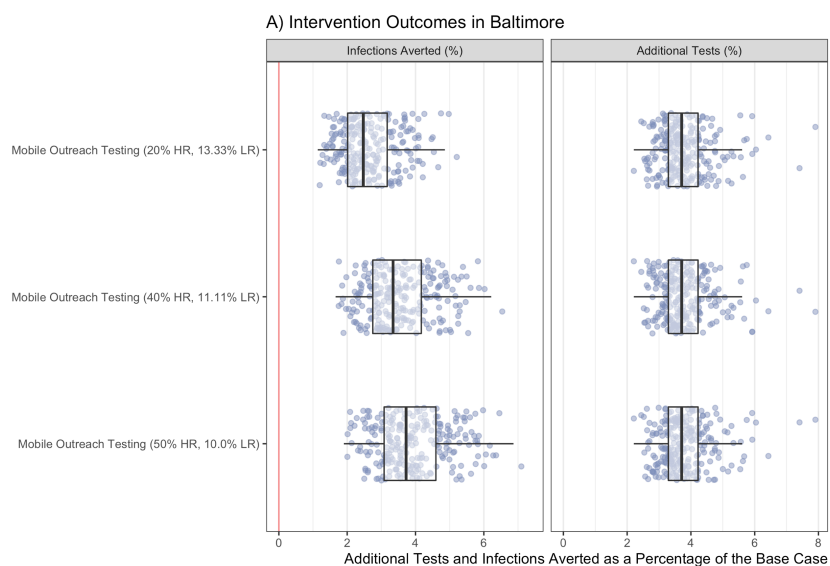 A) Intervention Outcomes in Baltimore
Infections Averted (%)
Additional Tests (%)
Mobile Outreach Testing (20% HR, 13.33% LR)
Mobile Outreach Testing (40% HR, 11.11% LR)
Mobile Outreach Testing (50% HR, 10.0% LR)
0 2 4 6
0 2 4 6 8
Additional Tests and Infections Averted as a Percentage of the Base Case